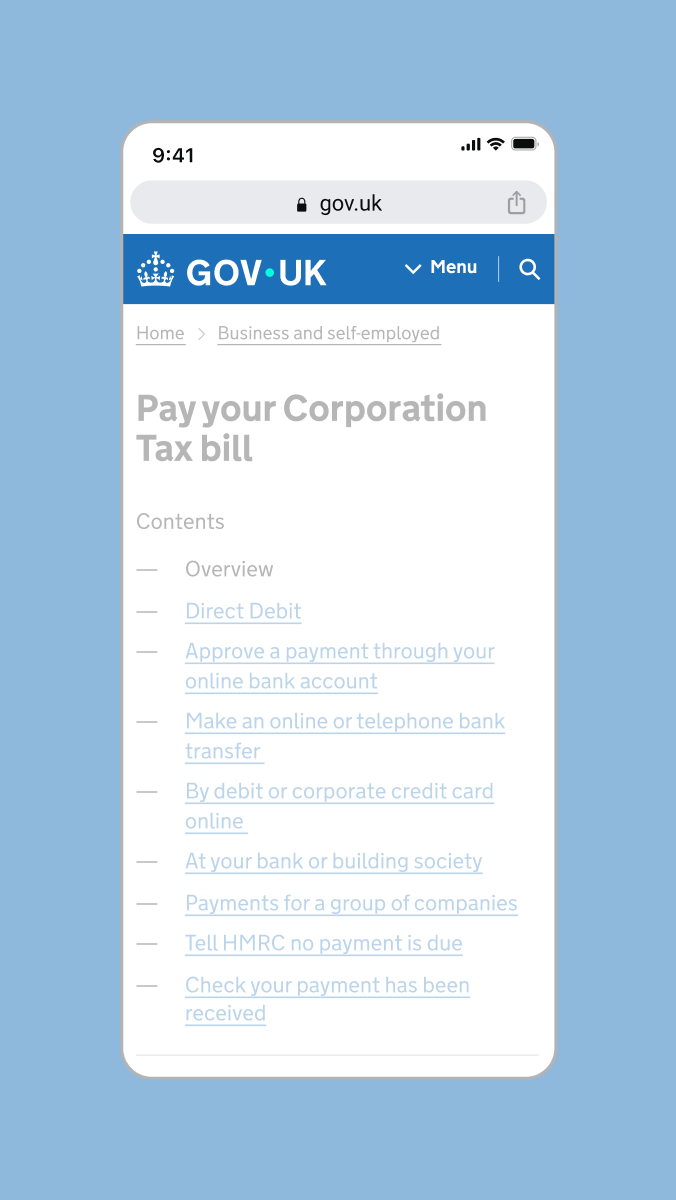 9:41
gov.uk
GOV·UK
Menu
Home > Business and self-employed
Pay your Corporation
Tax bill
Contents
— Overview
— Direct Debit
— Approve a payment through your
online bank account
— Make an online or telephone bank
transfer
— By debit or corporate credit card
online
— At your bank or building society
— Payments for a group of companies
— Tell HMRC no payment is due
— Check your payment has been
received